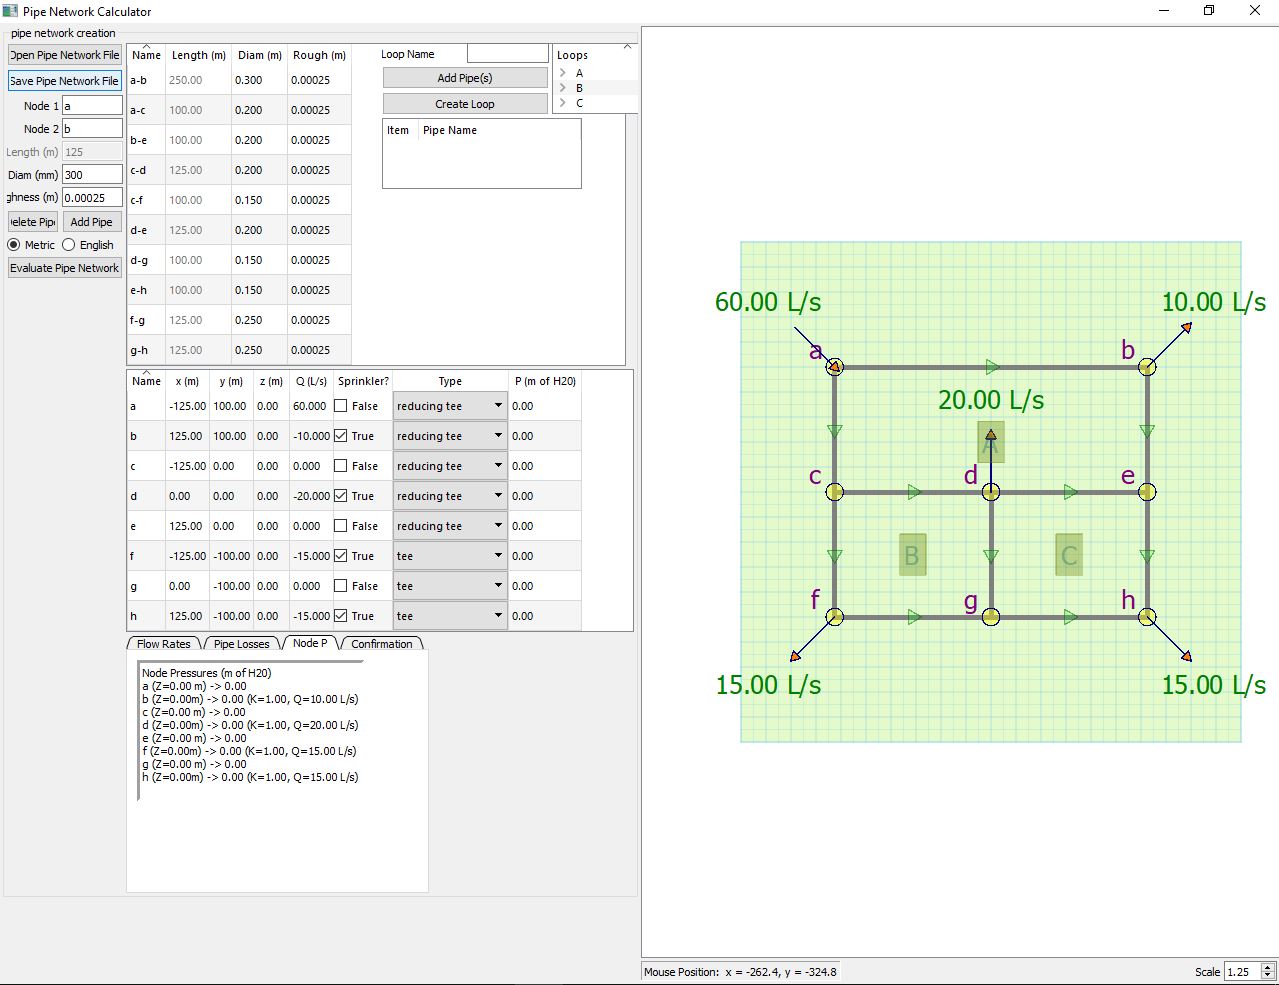 Pipe Network Calculator
pipe network creation
Open Pipe Network File
Save Pipe Network File
Node 1 a
Node 2 b
Length (m) 125
Diam (mm) 300
ghness (m) 0.00025
elete Pip Add Pipe
Metric English
Evaluate Pipe Network
Name Length (m) Diam (m) Rough (m)
a-b 250.00 0.300 0.00025
a-c 100.00 0.200 0.00025
b-e 100.00 0.200 0.00025
c-d 125.00 0.200 0.00025
c-f 100.00 0.150 0.00025
d-e 125.00 0.200 0.00025
d-g 100.00 0.150 0.00025
e-h 100.00 0.150 0.00025
f-g 125.00 0.250 0.00025
g-h 125.00 0.250 0.00025
Loop Name
Add Pipe(s)
Create Loop
Item Pipe Name
Loops
A
B
C
Name x (m) y (m) z (m) Q (L/s) Sprinkler? Type P (m of H20)
a -125.00 100.00 0.00 60.000 False reducing tee 0.00
b 125.00 100.00 0.00 -10.000 True reducing tee 0.00
c -125.00 0.00 0.00 0.000 False reducing tee 0.00
d 0.00 0.00 0.00 -20.000 True reducing tee 0.00
e 125.00 0.00 0.00 0.000 False reducing tee 0.00
f -125.00 -100.00 0.00 -15.000 True tee 0.00
g 0.00 -100.00 0.00 0.000 False tee 0.00
h 125.00 -100.00 0.00 -15.000 True tee 0.00
Flow Rates Pipe Losses Node P Confirmation
Node Pressures (m of H20)
a (Z=0.00 m) -> 0.00
b (Z=0.00m) -> 0.00 (K=1.00, Q=10.00 L/s)
c (Z=0.00 m) -> 0.00
d (Z=0.00m) -> 0.00 (K=1.00, Q=20.00 L/s)
e (Z=0.00 m) -> 0.00
f (Z=0.00m) -> 0.00 (K=1.00, Q=15.00 L/s)
g (Z=0.00 m) -> 0.00
h (Z=0.00m) -> 0.00 (K=1.00, Q=15.00 L/s)
60.00 L/s 10.00 L/s
a b
20.00 L/s
A
c d e
B C
f g h
15.00 L/s 15.00 L/s
Mouse Position: x = -262.4, y = -324.8
Scale 1.25